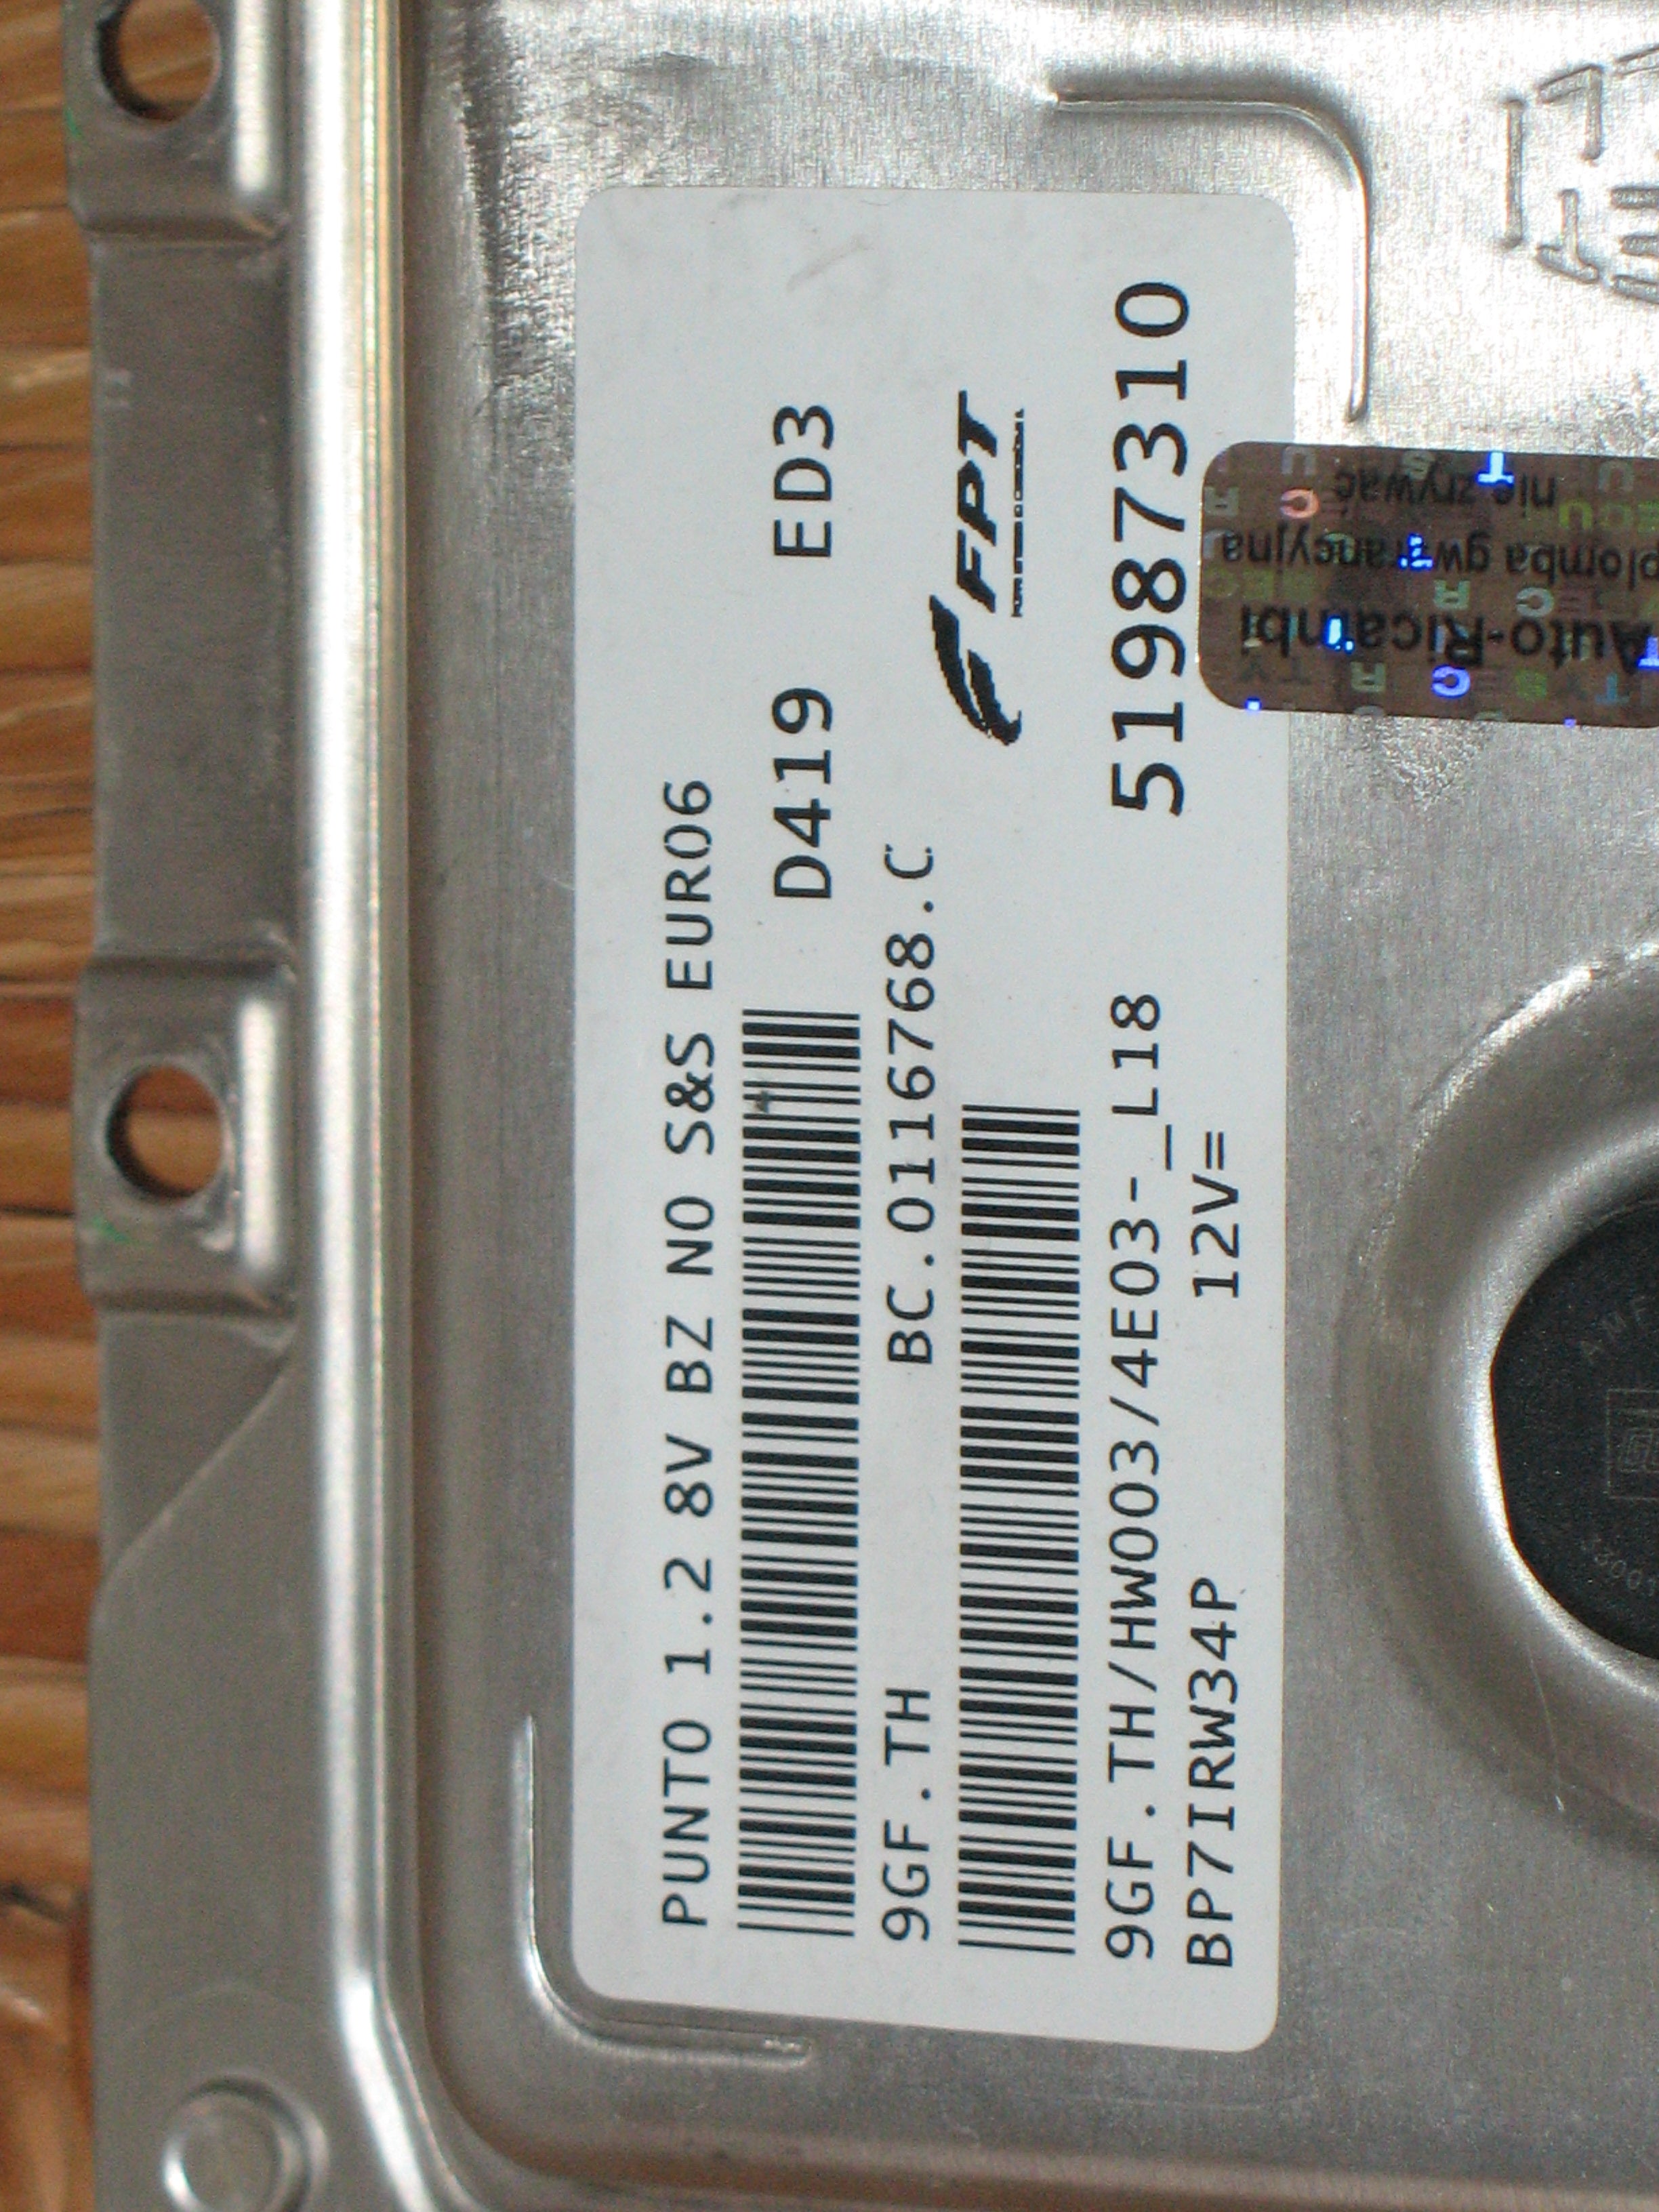 PUNTO 1.2 8V BZ NO S&S EURO6
D419 ED3
9GF.TH BC.0116768.C
FPT
9GF.TH/HW003/4E03-_L18
BP7IRW34P 12V=
51987310
Auto-Ricambi
plomba gwarancyjna
nie zrywać